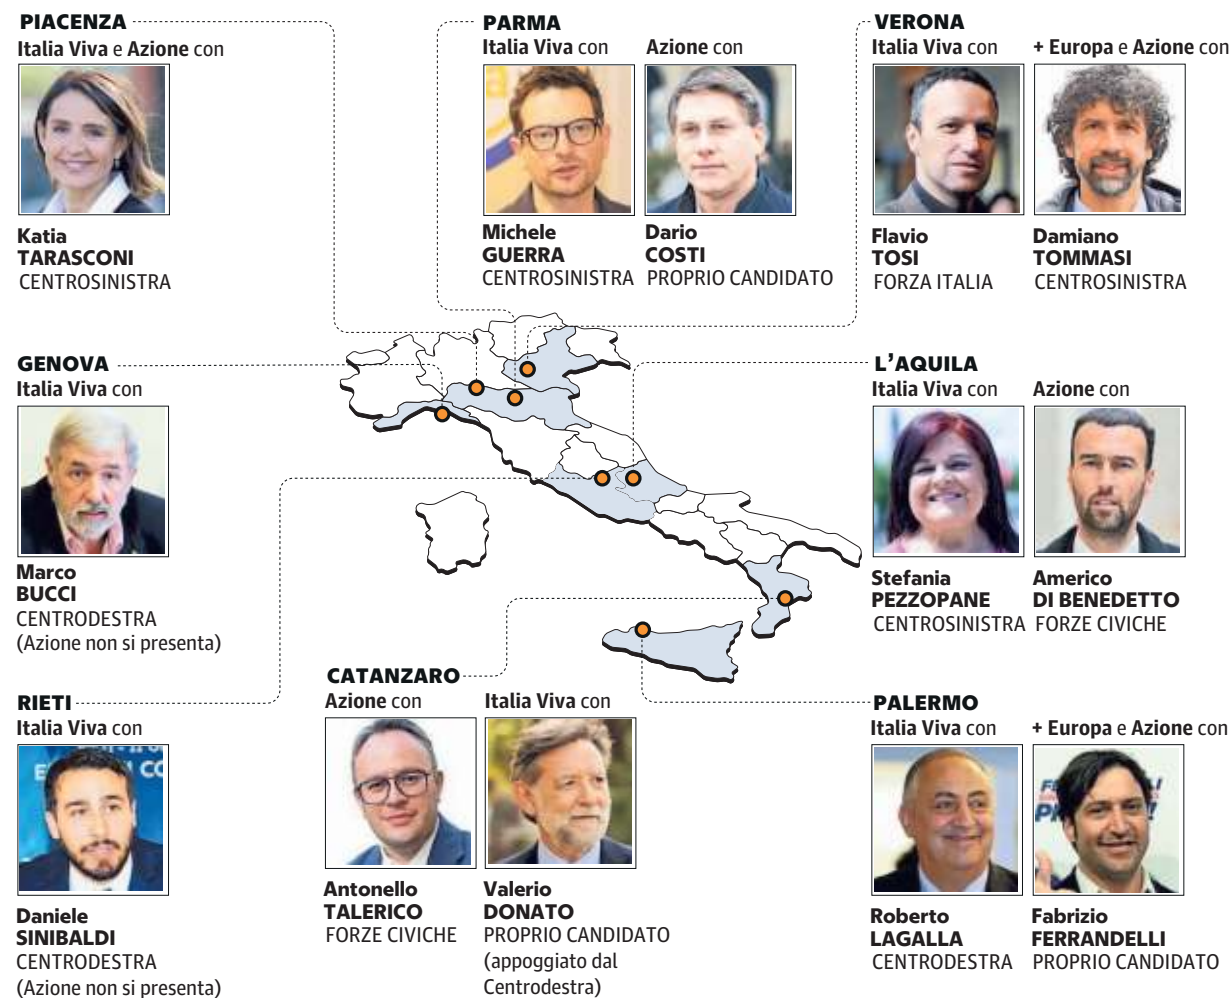 PIACENZA
Italia Viva e Azione con
Katia
TARASCONI
CENTROSINISTRA
PARMA
Italia Viva con
Michele
GUERRA
CENTROSINISTRA
Azione con
Dario
COSTI
PROPRIO CANDIDATO
VERONA
Italia Viva con
Flavio
TOSI
FORZA ITALIA
+ Europa e Azione con
Damiano
TOMMASI
CENTROSINISTRA
GENOVA
Italia Viva con
Marco
BUCCI
CENTRODESTRA
(Azione non si presenta)
L'AQUILA
Italia Viva con
Stefania
PEZZOPANE
CENTROSINISTRA
Azione con
Americo
DI BENEDETTO
FORZE CIVICHE
RIETI
Italia Viva con
Daniele
SINIBALDI
CENTRODESTRA
(Azione non si presenta)
CATANZARO
Azione con
Antonello
TALERICO
FORZE CIVICHE
Italia Viva con
Valerio
DONATO
PROPRIO CANDIDATO
(appoggiato dal
Centrodestra)
PALERMO
Italia Viva con
Roberto
LAGALLA
CENTRODESTRA
+ Europa e Azione con
Fabrizio
FERRANDELLI
PROPRIO CANDIDATO